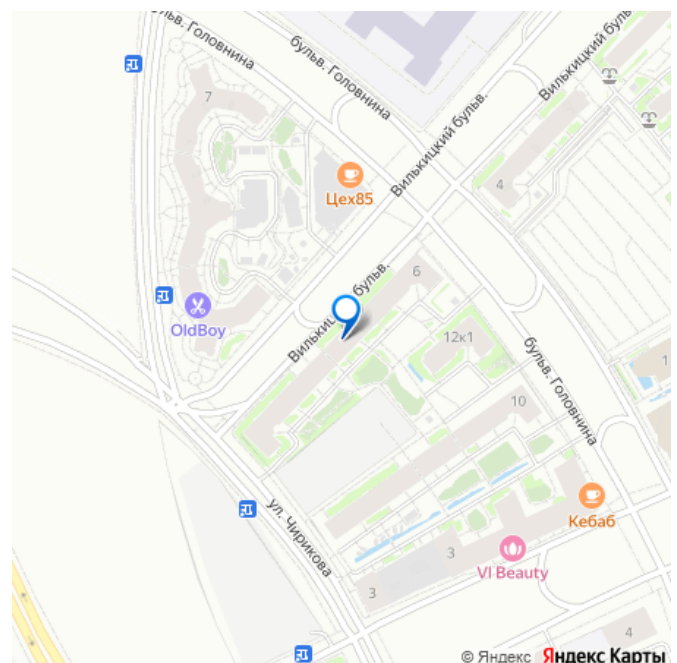 бульв. Головнина
бульв. Головнина
Вилькицкий бульв.
7
Цех85
Вилькицкий бульв.
4
6
OldBoy
Вилькицкий бульв.
12к1
бульв. Головнина
1
10
Кебаб
ул. Чирикова
3
VI Beauty
3
4
© Яндекс Яндекс Карты